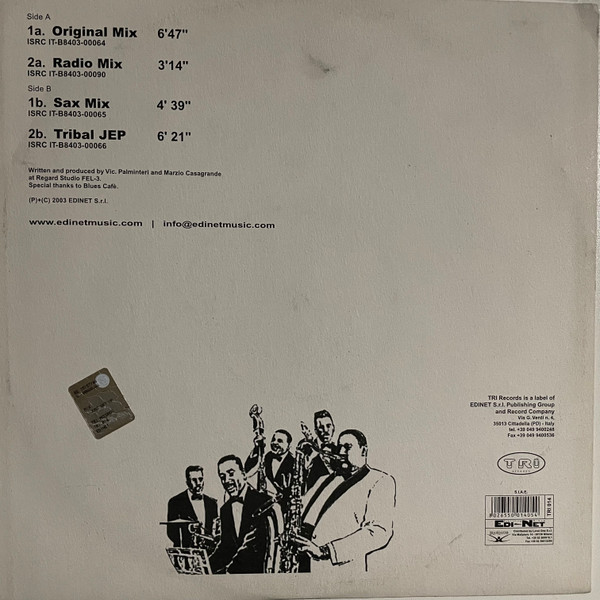 Side A
1a. Original Mix 6'47"
ISRC IT-B8403-00064
2a. Radio Mix 3'14"
ISRC IT-B8403-00090
Side B
1b. Sax Mix 4' 39"
ISRC IT-B8403-00065
2b. Tribal JEP 6' 21"
ISRC IT-B8403-00066
Written and produced by Vic. Palminteri and Marzio Casagrande
at Regard Studio FEL-3.
Special thanks to Blues Cafè.
(P)+(C) 2003 EDINET S.r.l.
www.edinetmusic.com | info@edinetmusic.com
TRI Records is a label of
EDINET S.r.l. Publishing Group
and Record Company
Via G. Verdi n. 4,
35013 Cittadella (PD) - Italy
tel. +39 049 9400249
Fax +39 049 9400536
TRI
RECORDS
S.I.A.E.
8 026550 014054
TRI 014
EDI-NET